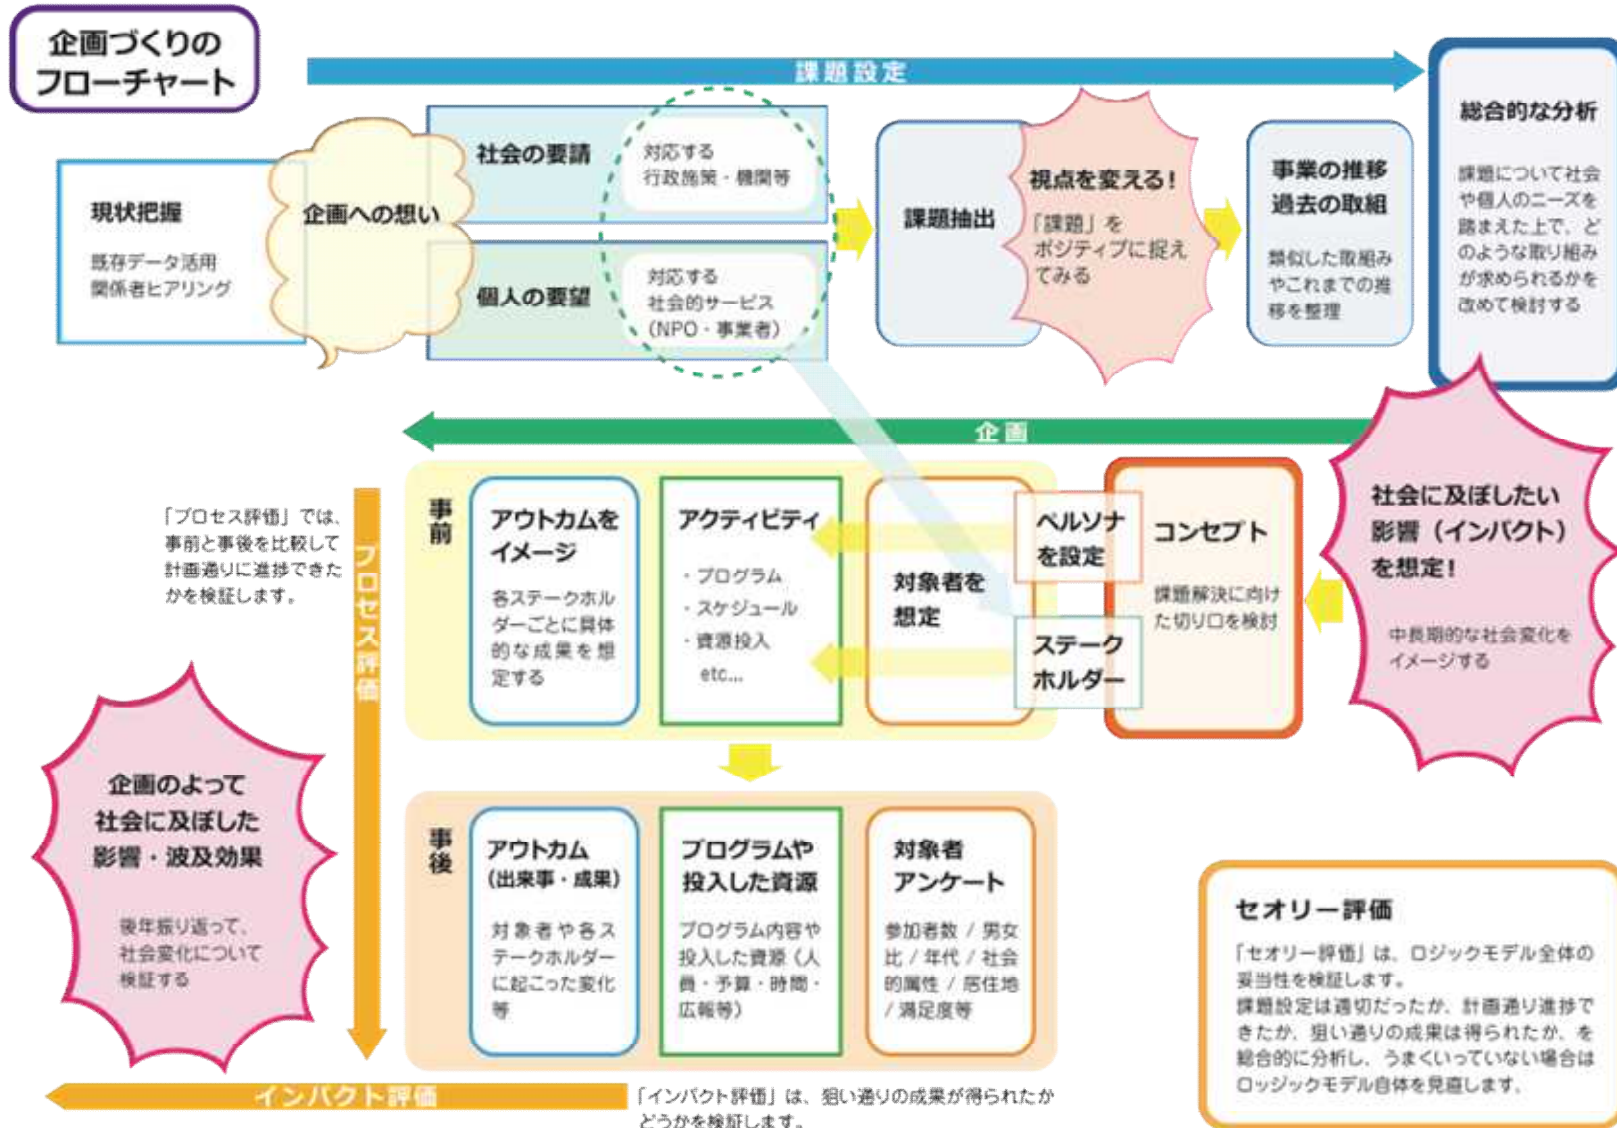 企画づくりの
フローチャート
課題設定
現状把握
既存データ活用
関係者ヒアリング
企画への想い
社会の要請
対応する
行政施策・機関等
個人の要望
対応する
社会的サービス
（NPO・事業者）
課題抽出
視点を変える！
「課題」を
ポジティブに捉え
てみる
事業の推移
過去の取組
類似した取組み
やこれまでの推
移を整理
総合的な分析
課題について社会
や個人のニーズを
踏まえた上で、ど
のような取り組み
が求められるかを
改めて検討する
企画
社会に及ぼしたい
影響（インパクト）
を想定！
中長期的な社会変化を
イメージする
コンセプト
課題解決に向け
た切り口を検討
ペルソナ
を設定
ステーク
ホルダー
対象者を
想定
アクティビティ
・プログラム
・スケジュール
・資源投入
etc...
事前
アウトカムを
イメージ
各ステークホル
ダーごとに具体
的な成果を想
定する
「プロセス評価」では、
事前と事後を比較して
計画通りに進捗できた
かを検証します。
プロセス評価
事後
アウトカム
（出来事・成果）
対象者や各ス
テークホルダー
に起こった変化
等
プログラムや
投入した資源
プログラム内容や
投入した資源（人
員・予算・時間・
広報等）
対象者
アンケート
参加者数 / 男女
比 / 年代 / 社会
的属性 / 居住地
/ 満足度等
企画のよって
社会に及ぼした
影響・波及効果
後年振り返って、
社会変化について
検証する
インパクト評価
「インパクト評価」は、狙い通りの成果が得られたか
どうかを検証します。
セオリー評価
「セオリー評価」は、ロジックモデル全体の
妥当性を検証します。
課題設定は適切だったか、計画通り進捗で
きたか、狙い通りの成果は得られたか、を
総合的に分析し、うまくいっていない場合は
ロッジックモデル自体を見直します。